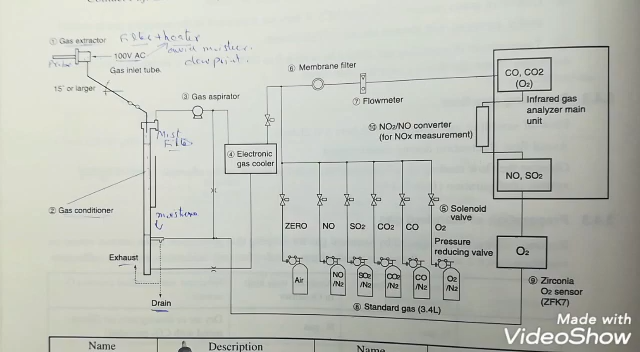 ① Gas extractor
Filter + heater
avoid moisture.
dew point.
Probe
100V AC
Gas inlet tube.
15° or larger
③ Gas aspirator
Mist
Filter
④ Electronic
gas cooler
② Gas conditioner
moisture
Exhaust
Drain
⑥ Membrane filter
⑦ Flowmeter
⑩ NO2/NO converter
(for NOx measurement)
CO, CO2
(O2)
Infrared gas
analyzer main
unit
NO, SO2
⑤ Solenoid
valve
ZERO NO SO2 CO2 CO O2
Pressure
reducing valve
O2
Air
NO
/N2
SO2
/N2
CO2
/N2
CO
/N2
O2
/N2
⑧ Standard gas (3.4L)
⑨ Zirconia
O2 sensor
(ZFK7)
Made with
VideoShow
Name Description Name